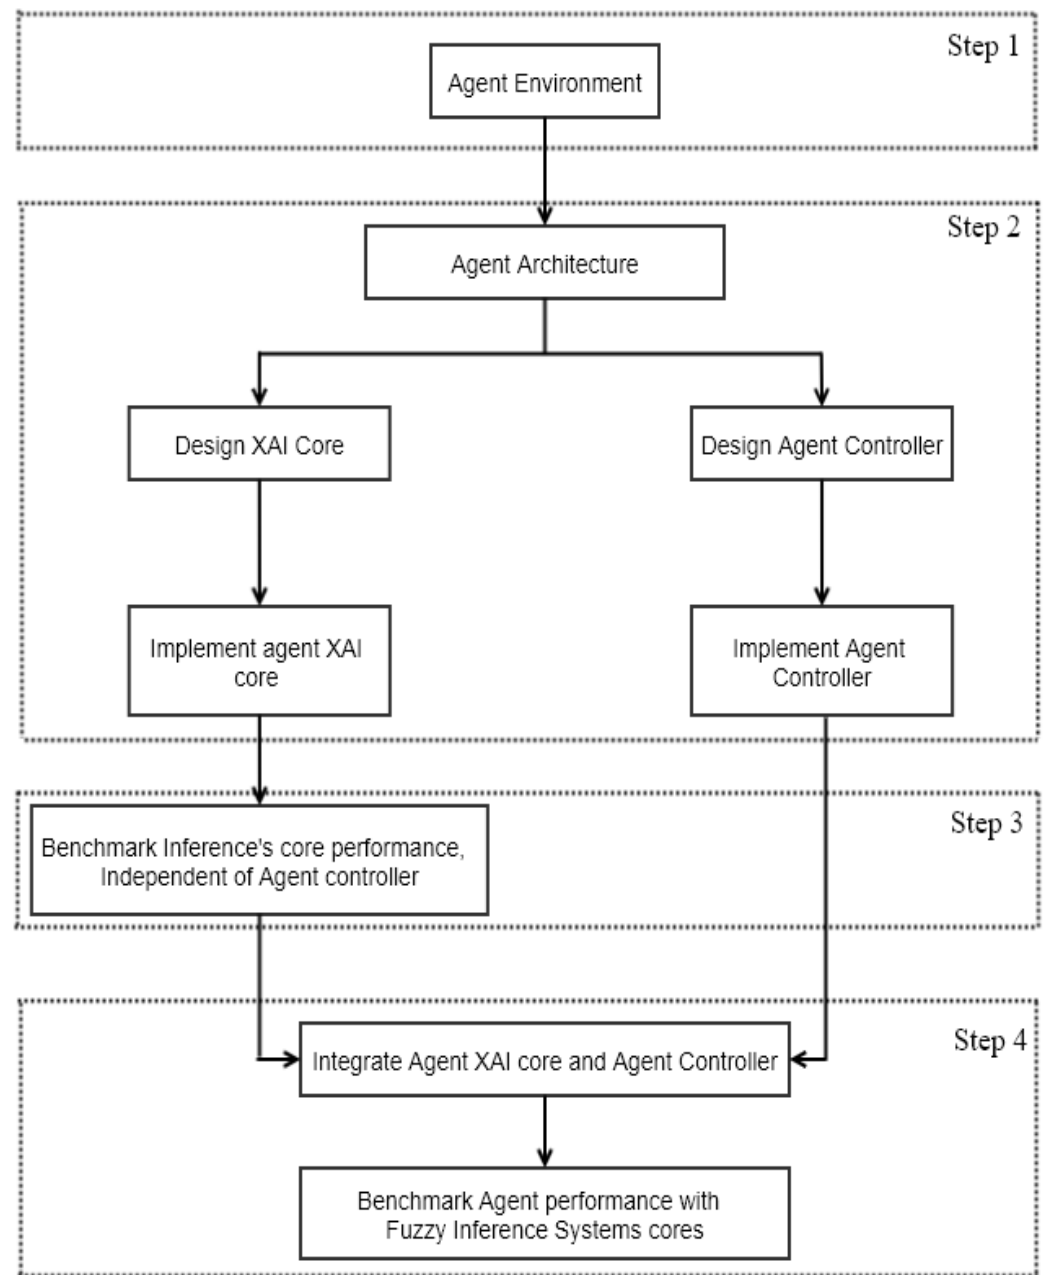 Step 1
Agent Environment
Step 2
Agent Architecture
Design XAI Core
Design Agent Controller
Implement agent XAI
core
Implement Agent
Controller
Step 3
Benchmark Inference's core performance,
Independent of Agent controller
Step 4
Integrate Agent XAI core and Agent Controller
Benchmark Agent performance with
Fuzzy Inference Systems cores